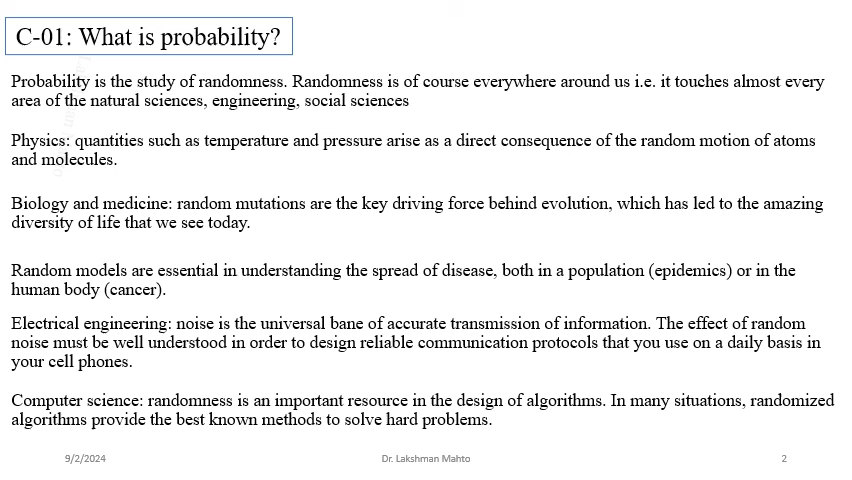 C-01: What is probability?
Probability is the study of randomness. Randomness is of course everywhere around us i.e. it touches almost every
area of the natural sciences, engineering, social sciences
Physics: quantities such as temperature and pressure arise as a direct consequence of the random motion of atoms
and molecules.
Biology and medicine: random mutations are the key driving force behind evolution, which has led to the amazing
diversity of life that we see today.
Random models are essential in understanding the spread of disease, both in a population (epidemics) or in the
human body (cancer).
Electrical engineering: noise is the universal bane of accurate transmission of information. The effect of random
noise must be well understood in order to design reliable communication protocols that you use on a daily basis in
your cell phones.
Computer science: randomness is an important resource in the design of algorithms. In many situations, randomized
algorithms provide the best known methods to solve hard problems.
9/2/2024
Dr. Lakshman Mahto
2